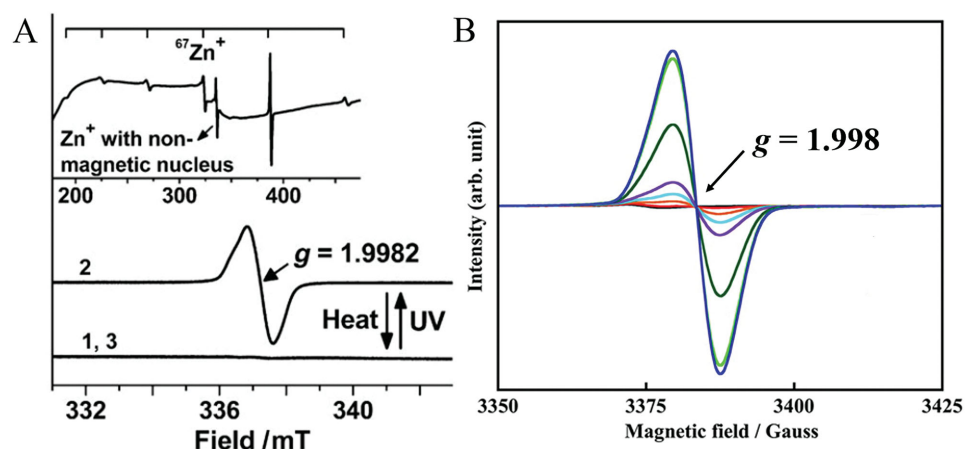 A
⁶⁷Zn⁺
Zn⁺ with non-
magnetic nucleus
180 300 400
2
g = 1.9982
Heat UV
1, 3
332 336 340
Field /mT
B
g = 1.998
Intensity (arb. unit)
3350 3375 3400 3425
Magnetic field / Gauss